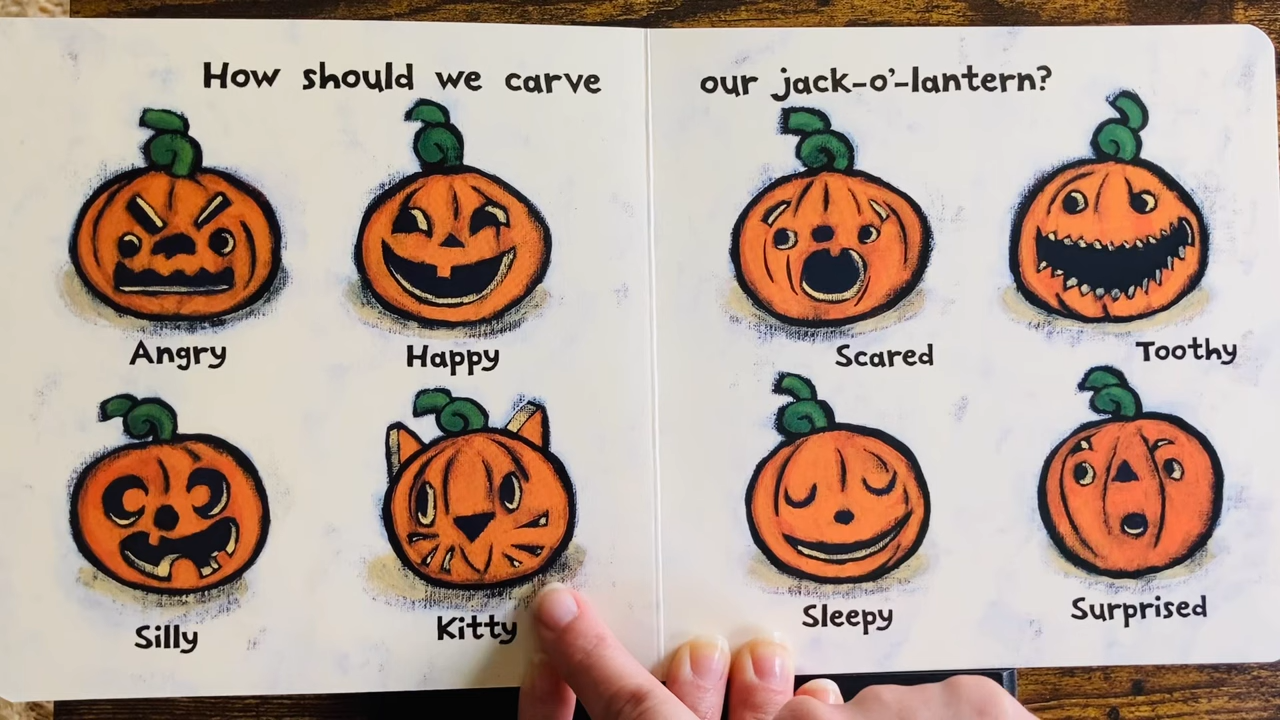 How should we carve our jack-o'-lantern?
Angry Happy Scared Toothy
Silly Kitty Sleepy Surprised